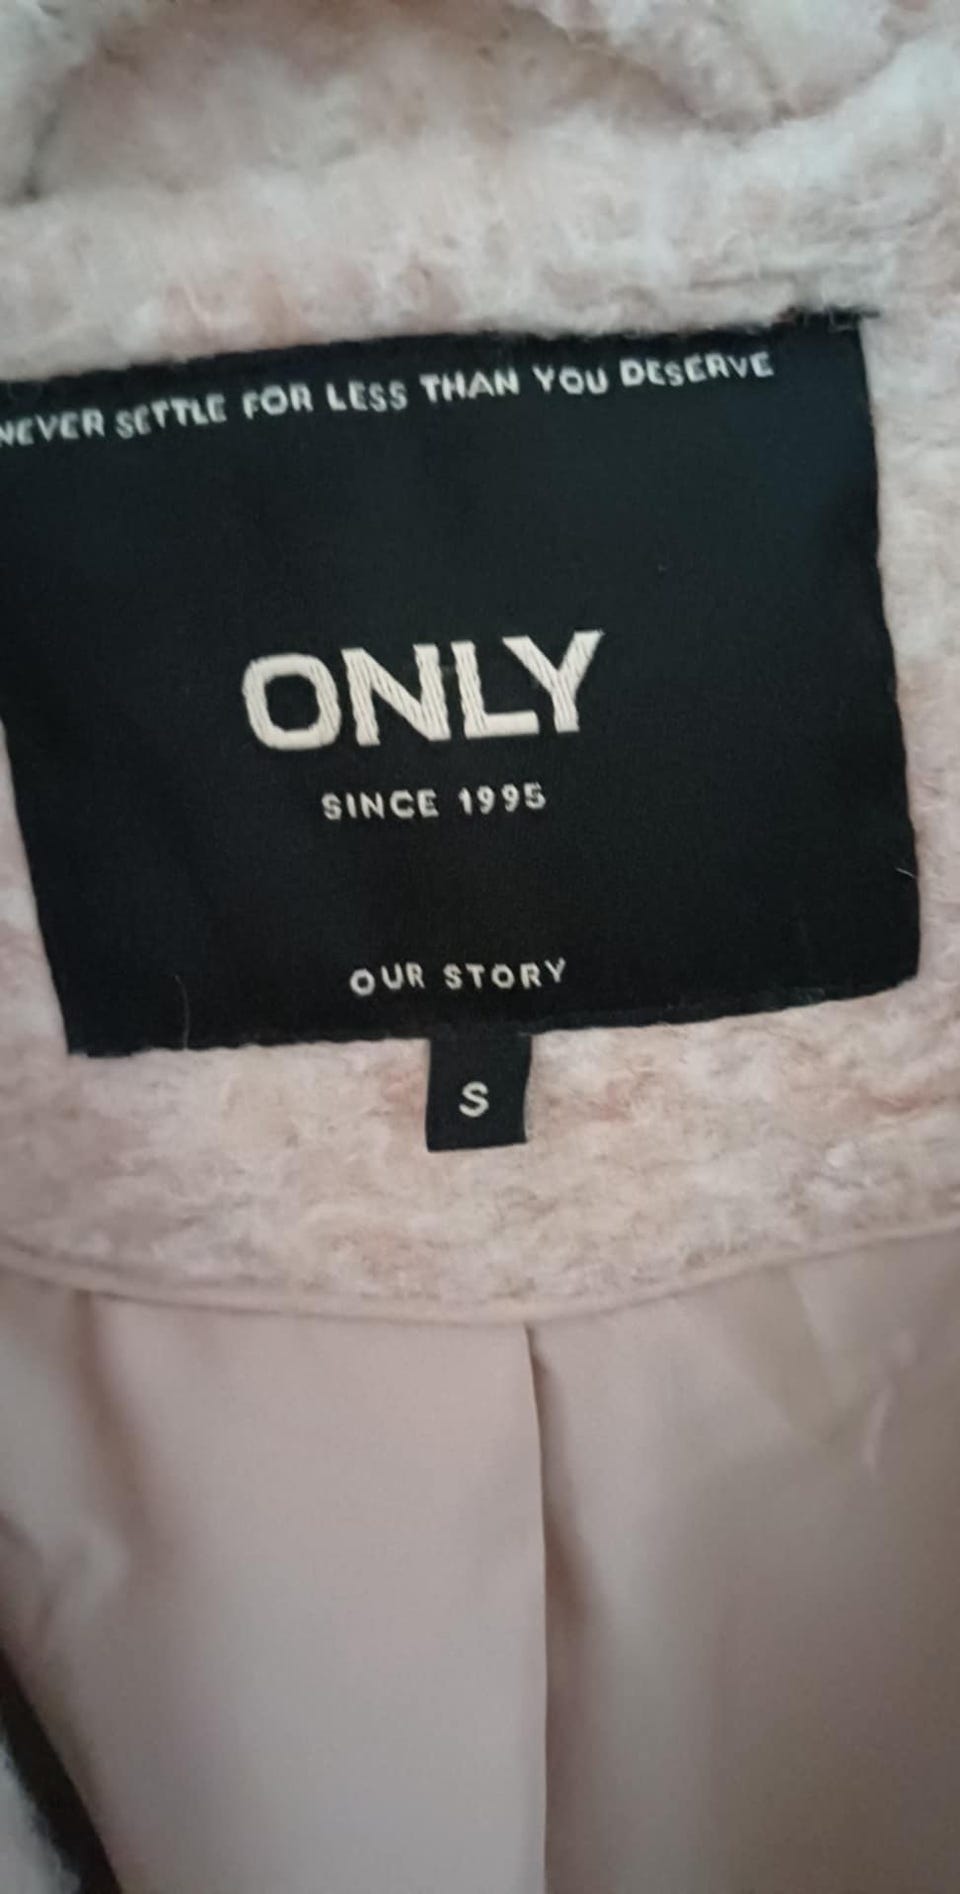 NEVER SETTLE FOR LESS THAN YOU DESERVE
ONLY
SINCE 1995
OUR STORY
S